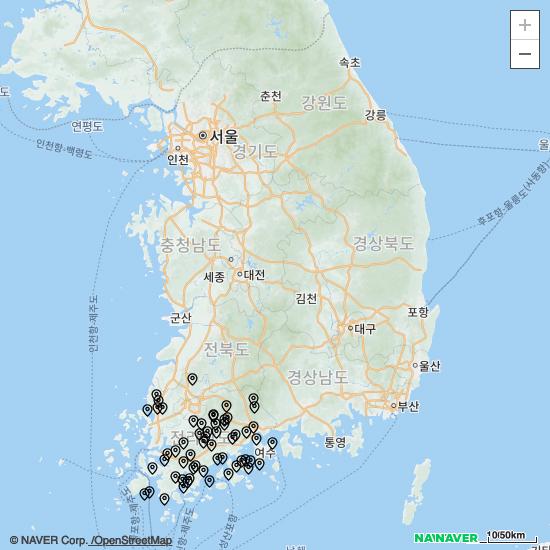 속초
춘천
강원도
강릉
도
연평도
서울
인천
경기도
인천항-백령도
울
후포항-울릉도(사동항)
충청남도
경상북도
세종
대전
김천
군산
포항
인천항-제주도
대구
전북도
울산
경상남도
부산
여수
통영
© NAVER Corp. /OpenStreetMap
NAVER
10/50km